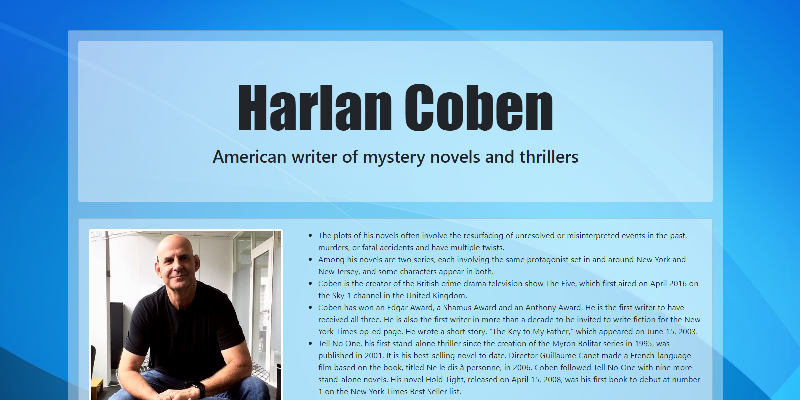 Harlan Coben
American writer of mystery novels and thrillers
• The plots of his novels often involve the resurfacing of unresolved or misinterpreted events in the past,
murders, or fatal accidents and have multiple twists.
• Among his novels are two series, each involving the same protagonist set in and around New York and
New Jersey, and some characters appear in both.
• Coben is the creator of the British crime drama television show The Five, which first aired on April 2016 on
the Sky 1 channel in the United Kingdom.
• Coben has won an Edgar Award, a Shamus Award and an Anthony Award. He is the first writer to have
received all three. He is also the first writer in more than a decade to be invited to write fiction for the New
York Times op-ed page. He wrote a short story, "The Key to My Father," which appeared on June 15, 2003.
• Tell No One, his first stand-alone thriller since the creation of the Myron Bolitar series in 1995, was
published in 2001. It is his best-selling novel to date. Director Guillaume Canet made a French-language
film based on the book, titled Ne le dis à personne, in 2006. Coben followed Tell No One with nine more
stand-alone novels. His novel Hold Tight, released on April 15, 2008, was his first book to debut at number
1 on the New York Times Best Seller list.